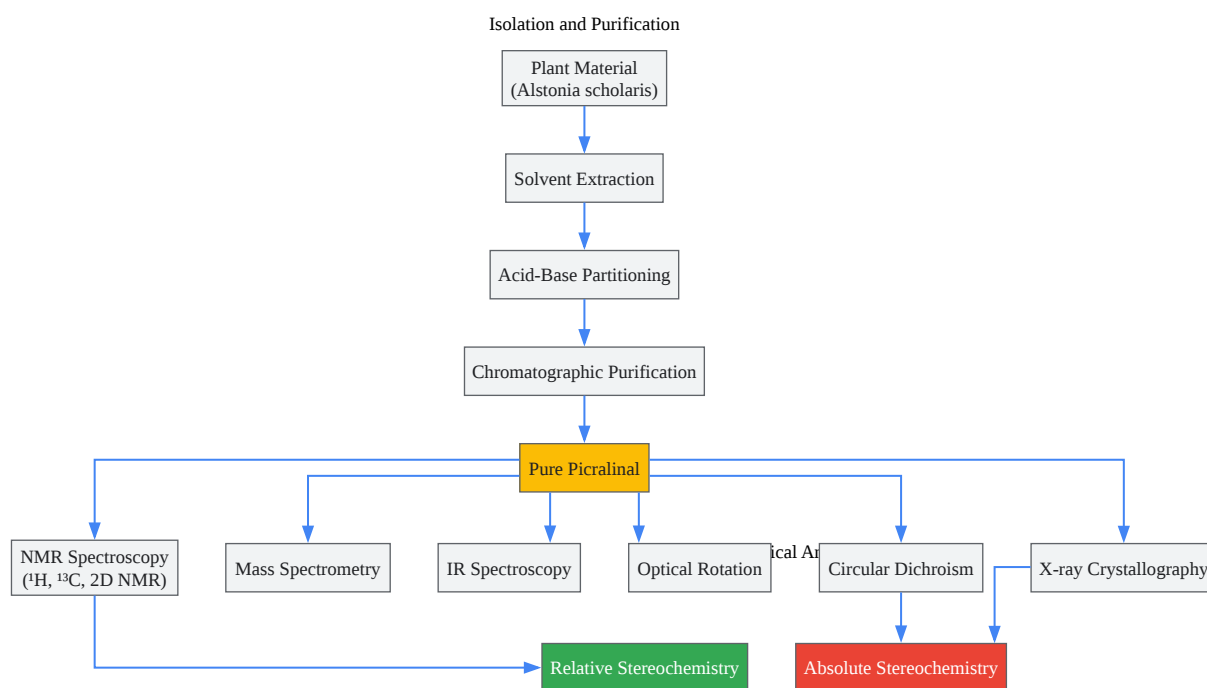 Isolation and Purification
Plant Material
(Alstonia scholaris)
Solvent Extraction
Acid-Base Partitioning
Chromatographic Purification
Pure Picralinal
NMR Spectroscopy
(¹H, ¹³C, 2D NMR)
Mass Spectrometry
IR Spectroscopy
Optical Rotation
Circular Dichroism
X-ray Crystallography
Relative Stereochemistry
Absolute Stereochemistry